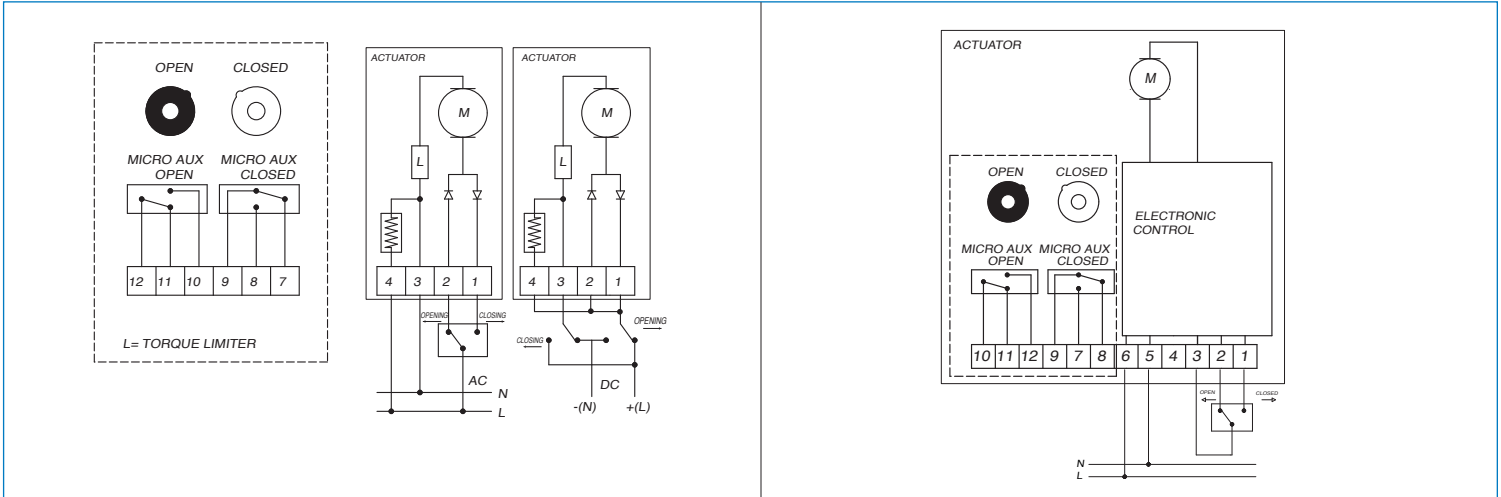 OPEN CLOSED
MICRO AUX MICRO AUX
OPEN CLOSED
12 11 10 9 8 7
L= TORQUE LIMITER
ACTUATOR
M
L
4 3 2 1
OPENING CLOSING
AC
N
L
ACTUATOR
M
L
4 3 2 1
OPENING
CLOSING
DC
-(N) +(L)
ACTUATOR
M
OPEN CLOSED
ELECTRONIC
CONTROL
MICRO AUX MICRO AUX
OPEN CLOSED
10 11 12 9 7 8 6 5 4 3 2 1
OPEN CLOSED
N
L